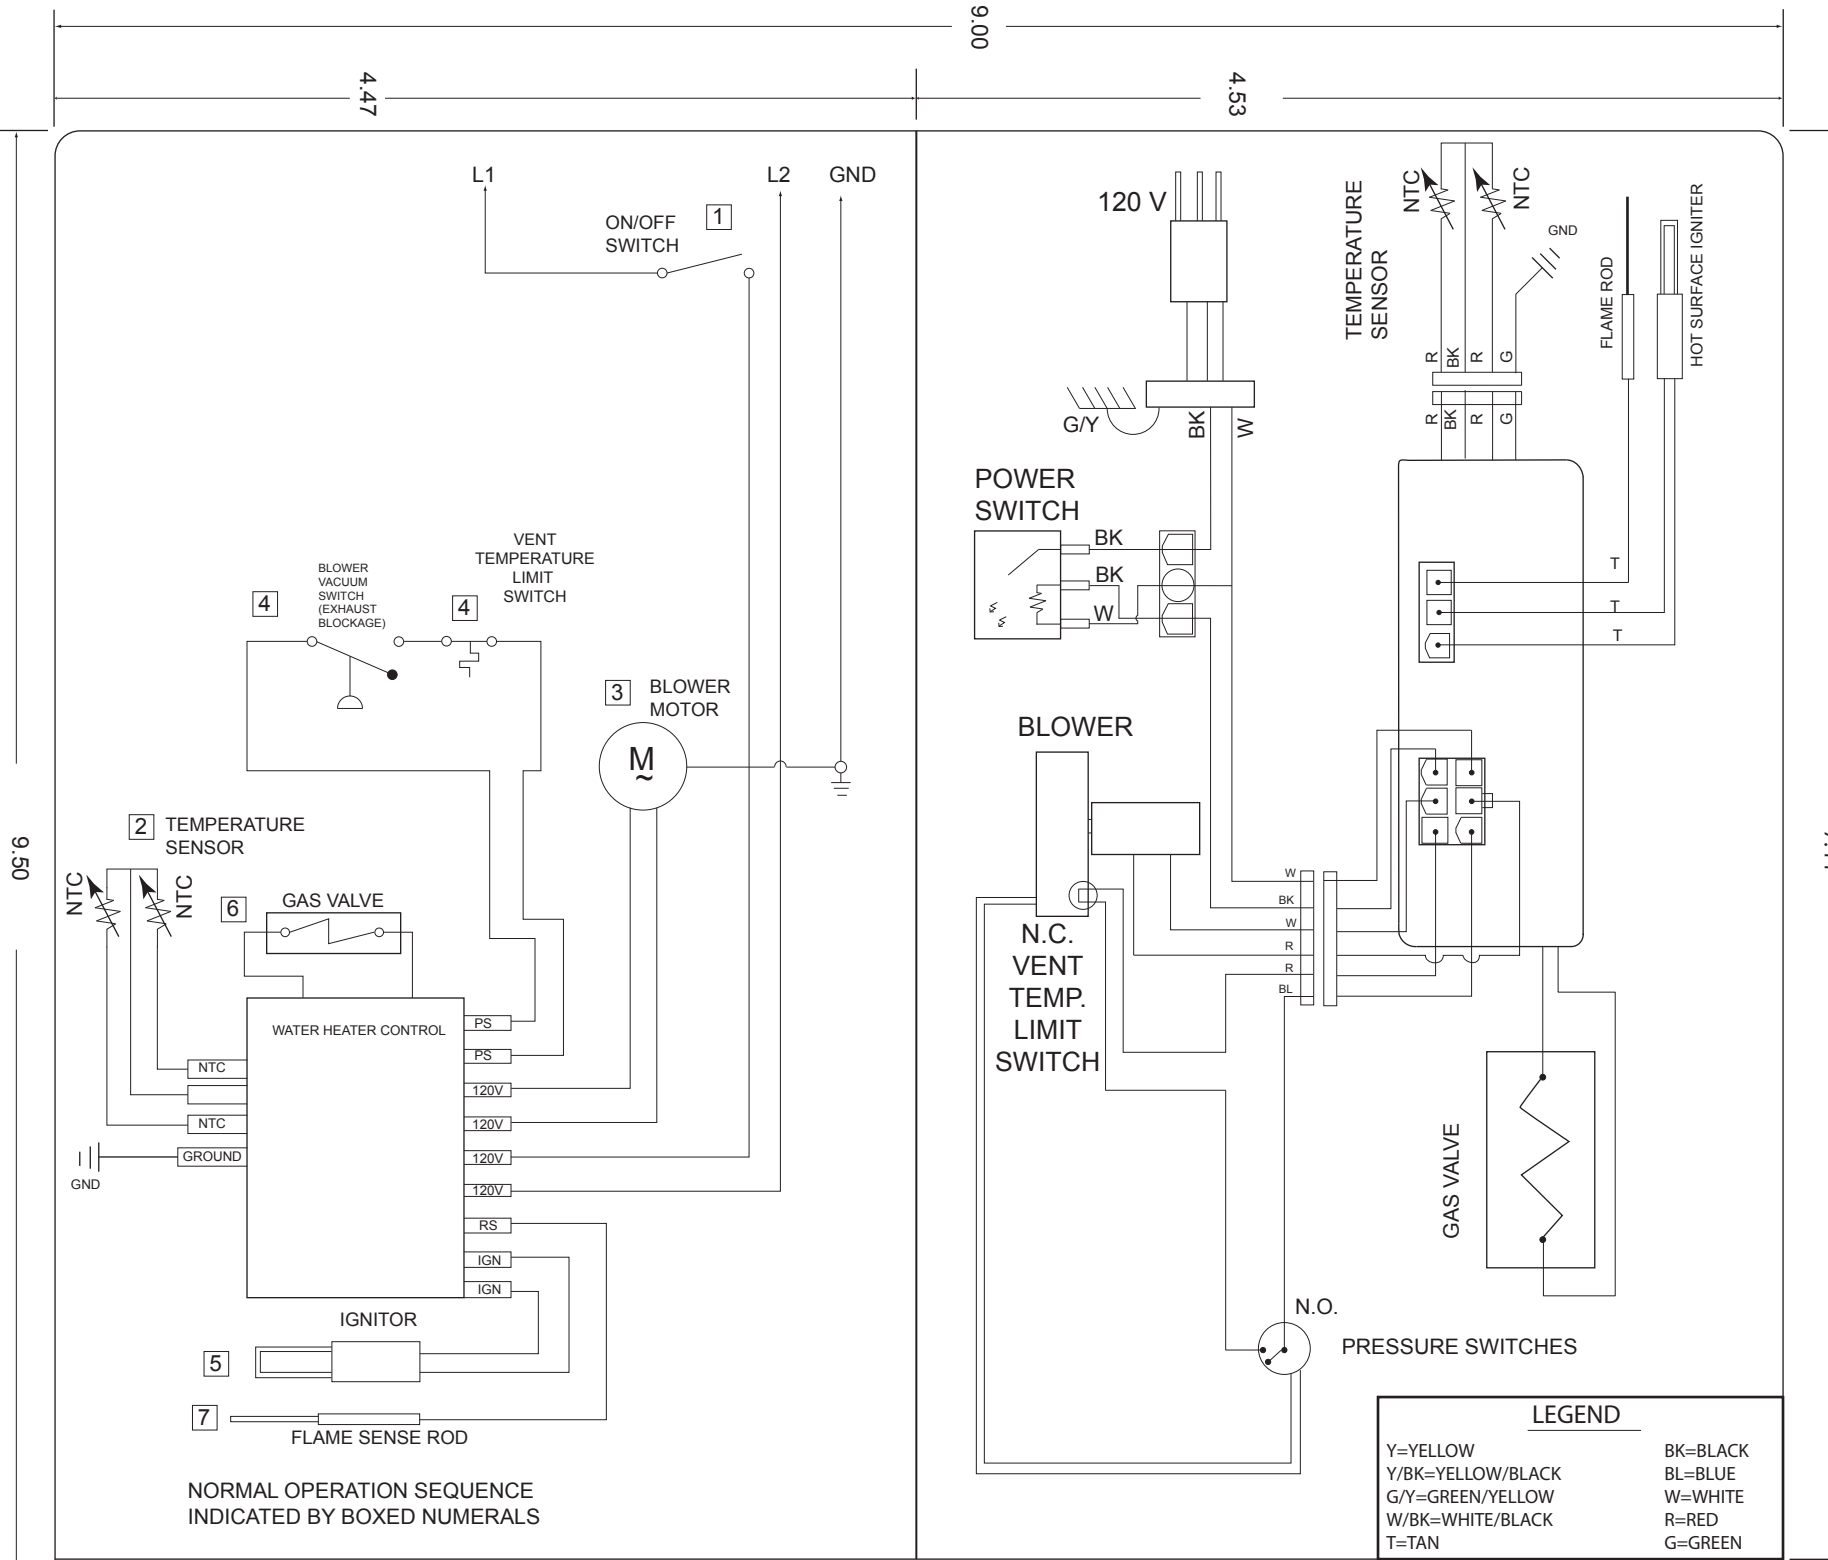 9.00
4.47
4.53
9.50
L1
L2
GND
ON/OFF
SWITCH
1
VENT
TEMPERATURE
LIMIT
SWITCH
BLOWER
VACUUM
SWITCH
(EXHAUST
BLOCKAGE)
4
4
3
BLOWER
MOTOR
M
~
2
TEMPERATURE
SENSOR
NTC
NTC
6
GAS VALVE
WATER HEATER CONTROL
PS
PS
120V
120V
120V
120V
RS
IGN
IGN
NTC
NTC
GROUND
GND
IGNITOR
5
7
FLAME SENSE ROD
NORMAL OPERATION SEQUENCE
INDICATED BY BOXED NUMERALS
120 V
G/Y
BK
W
POWER
SWITCH
BK
BK
W
TEMPERATURE
SENSOR
NTC
NTC
GND
FLAME ROD
HOT SURFACE IGNITER
R
BK
R
G
R
BK
R
G
T
T
T
BLOWER
W
BK
W
R
R
BL
N.C.
VENT
TEMP.
LIMIT
SWITCH
GAS VALVE
N.O.
PRESSURE SWITCHES
LEGEND
Y=YELLOW
Y/BK=YELLOW/BLACK
G/Y=GREEN/YELLOW
W/BK=WHITE/BLACK
T=TAN
BK=BLACK
BL=BLUE
W=WHITE
R=RED
G=GREEN